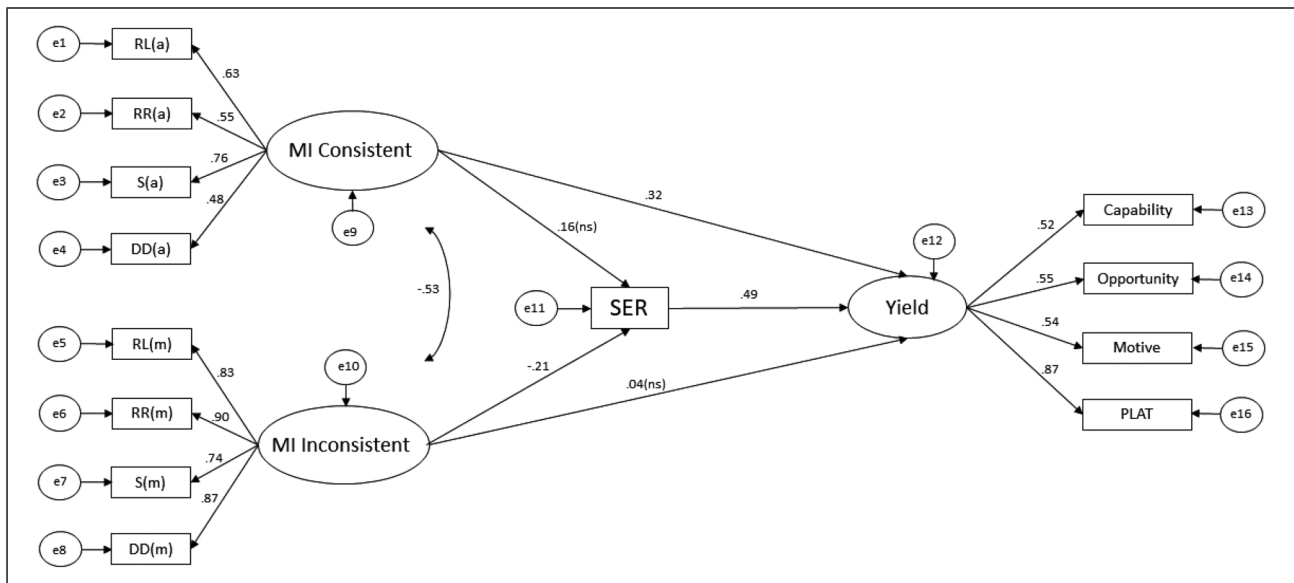 e1
RL(a)
.63
e2
RR(a)
.55
MI Consistent
e3
S(a)
.76
.48
e4
DD(a)
e9
.32
.16(ns)
-.53
e12
Capability
e13
.52
Opportunity
e14
.55
e11
SER
.49
Yield
.54
Motive
e15
.87
PLAT
e16
e5
RL(m)
.83
e10
-.21
.04(ns)
e6
RR(m)
.90
MI Inconsistent
e7
S(m)
.74
.87
e8
DD(m)